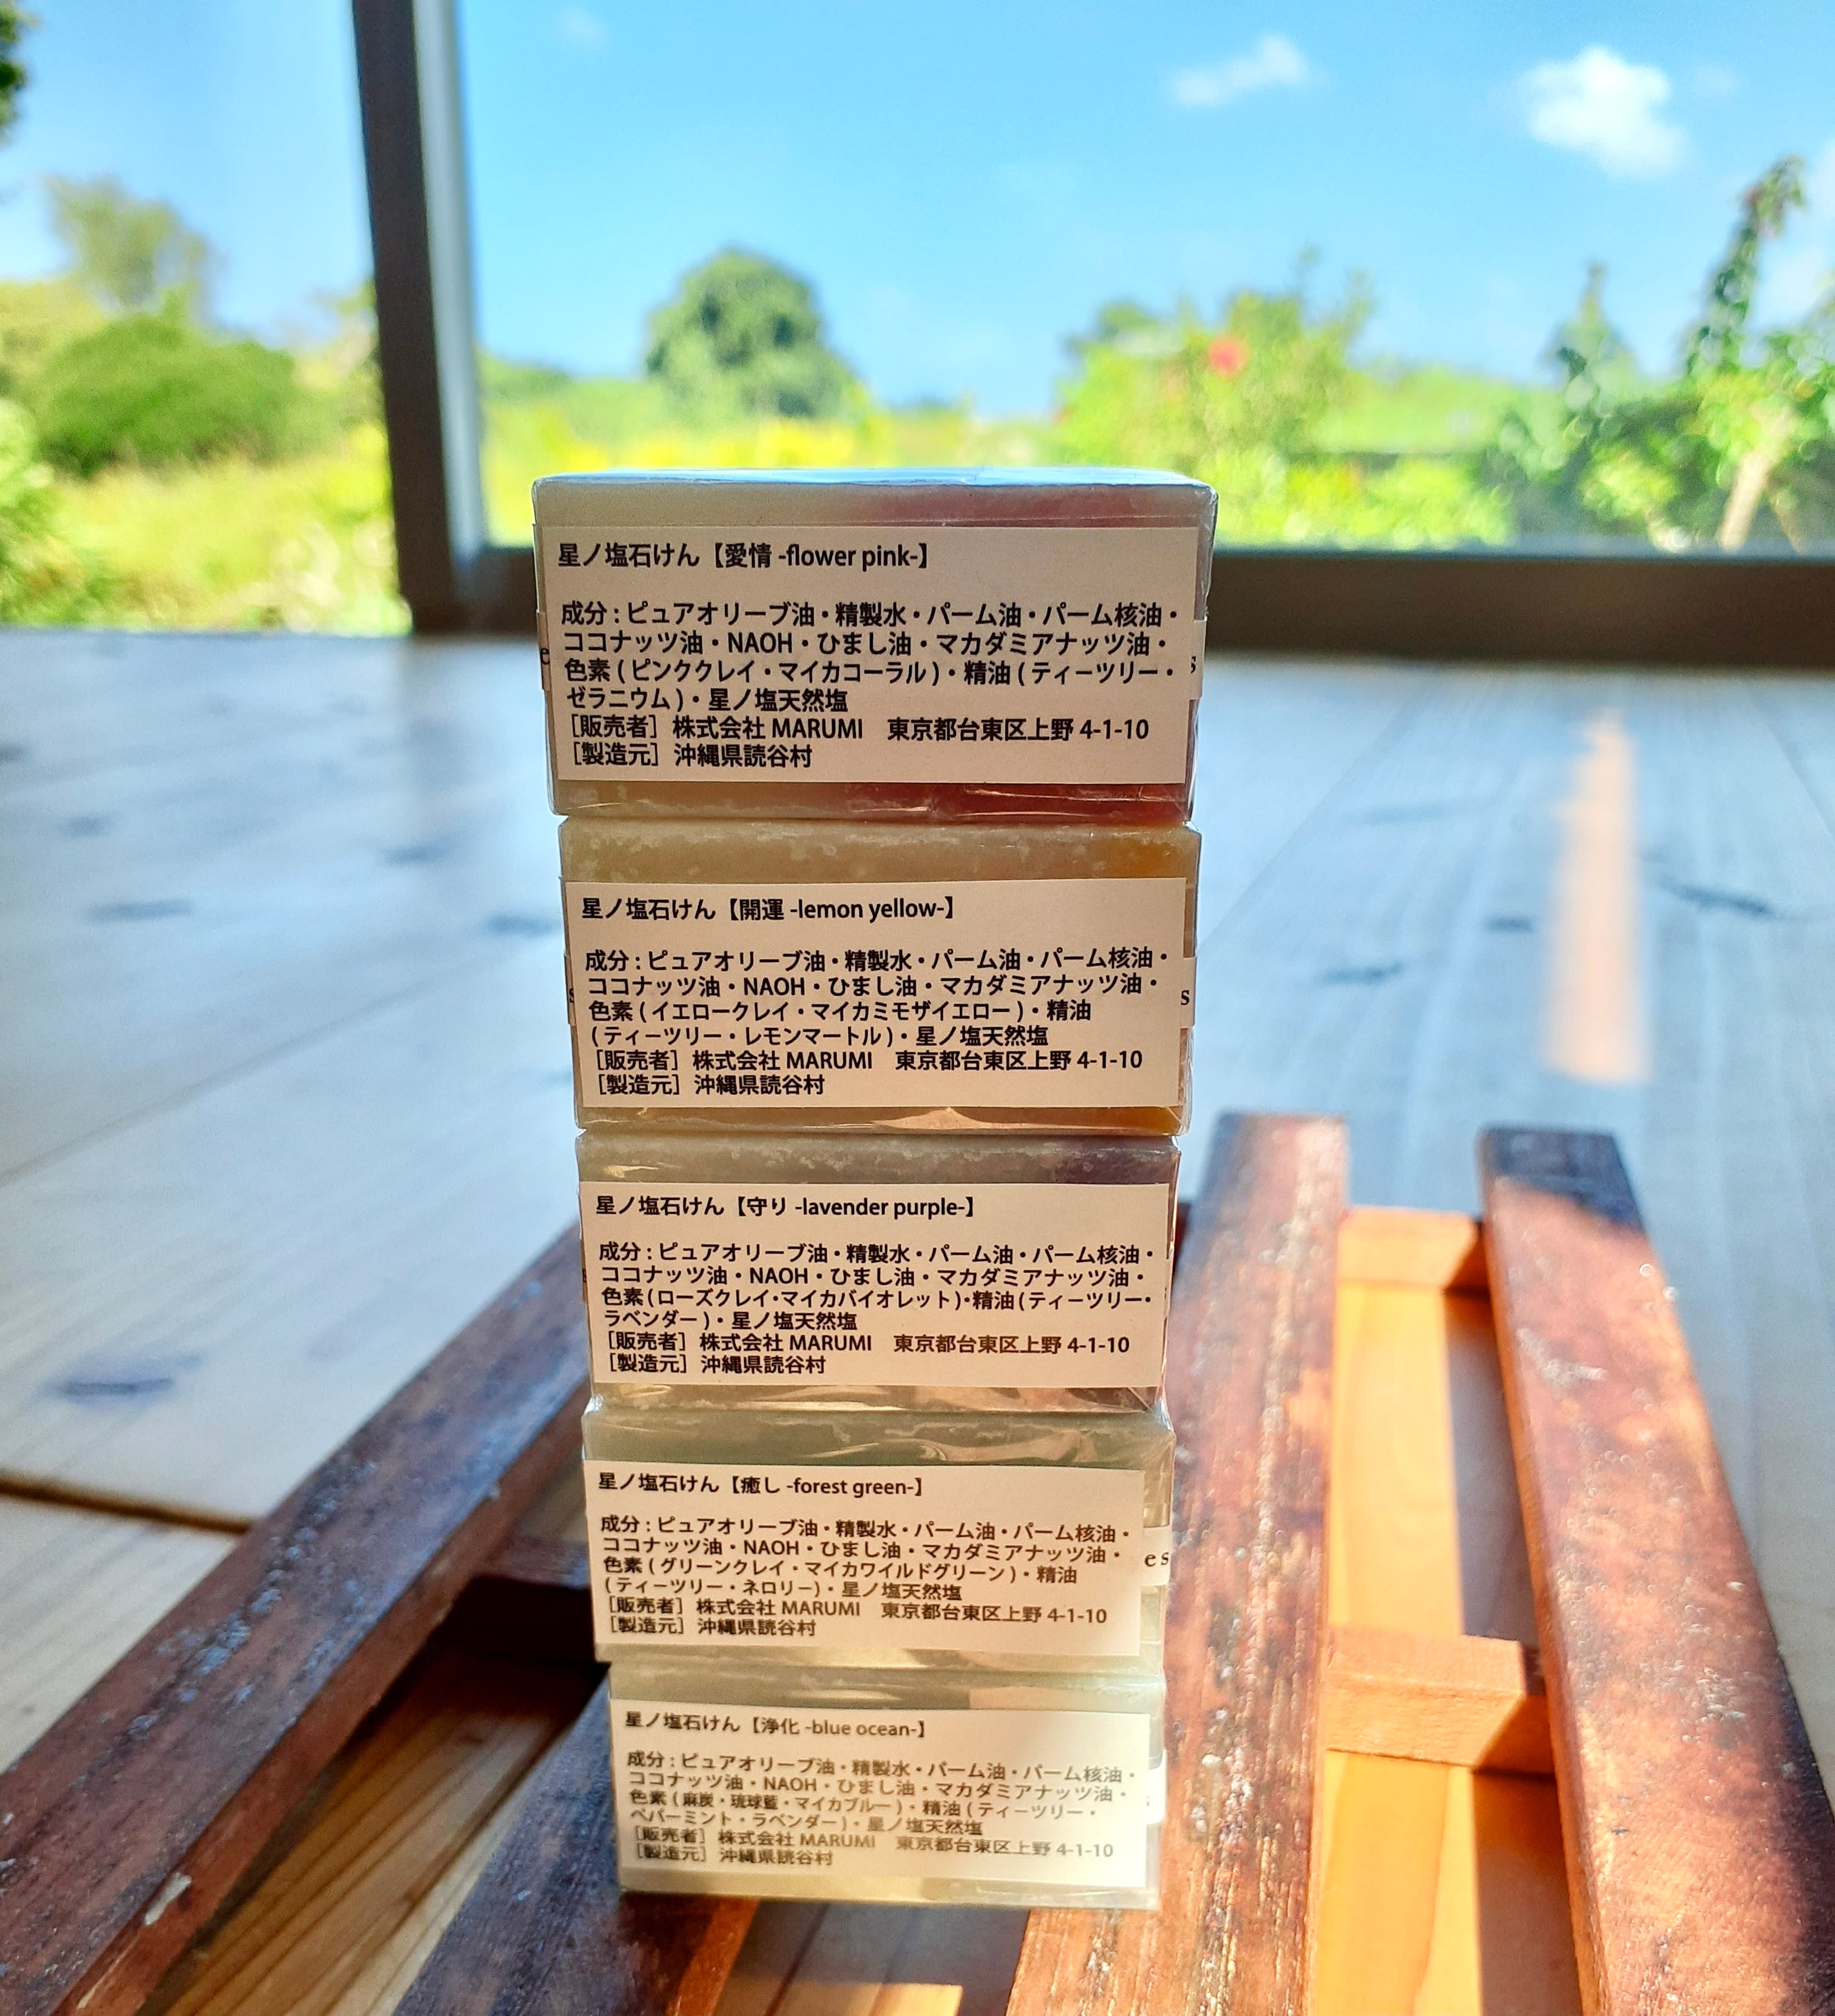 星ノ塩石けん【愛情 -flower pink-】
成分 : ピュアオリーブ油・精製水・パーム油・パーム核油・
ココナッツ油・NAOH・ひまし油・マカダミアナッツ油・
色素 ( ピンククレイ・マイカコーラル )・精油 ( ティーツリー・
ゼラニウム )・星ノ塩天然塩
［販売者］株式会社 MARUMI　東京都台東区上野 4-1-10
［製造元］沖縄県読谷村
星ノ塩石けん【開運 -lemon yellow-】
成分 : ピュアオリーブ油・精製水・パーム油・パーム核油・
ココナッツ油・NAOH・ひまし油・マカダミアナッツ油・
色素 ( イエロークレイ・マイカミモザイエロー )・精油
( ティーツリー・レモンマートル )・星ノ塩天然塩
［販売者］株式会社 MARUMI　東京都台東区上野 4-1-10
［製造元］沖縄県読谷村
星ノ塩石けん【守り -lavender purple-】
成分 : ピュアオリーブ油・精製水・パーム油・パーム核油・
ココナッツ油・NAOH・ひまし油・マカダミアナッツ油・
色素 ( ローズクレイ・マイカバイオレット )・精油 ( ティーツリー・
ラベンダー )・星ノ塩天然塩
［販売者］株式会社 MARUMI　東京都台東区上野 4-1-10
［製造元］沖縄県読谷村
星ノ塩石けん【癒し -forest green-】
成分 : ピュアオリーブ油・精製水・パーム油・パーム核油・
ココナッツ油・NAOH・ひまし油・マカダミアナッツ油・
色素 ( グリーンクレイ・マイカワイルドグリーン )・精油
( ティーツリー・ネロリー )・星ノ塩天然塩
［販売者］株式会社 MARUMI　東京都台東区上野 4-1-10
［製造元］沖縄県読谷村
星ノ塩石けん【浄化 -blue ocean-】
成分 : ピュアオリーブ油・精製水・パーム油・パーム核油・
ココナッツ油・NAOH・ひまし油・マカダミアナッツ油・
色素 ( 麻炭・琉球藍・マイカブルー )・精油 ( ティーツリー・
ペパーミント・ラベンダー )・星ノ塩天然塩
［販売者］株式会社 MARUMI　東京都台東区上野 4-1-10
［製造元］沖縄県読谷村